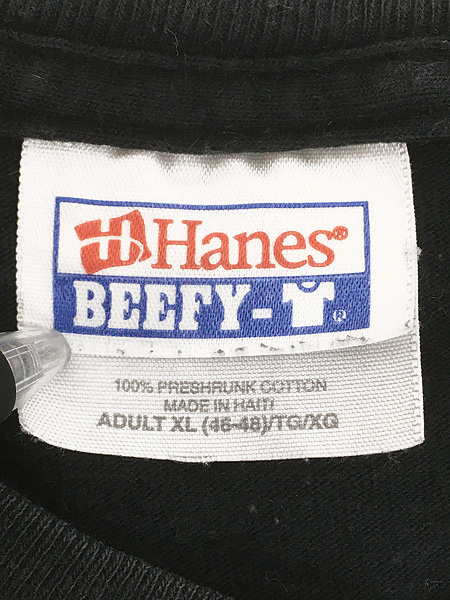 Hanes®
BEEFY-T®
100% PRESHRUNK COTTON
MADE IN HAITI
ADULT XL (46-48)/TG/XG